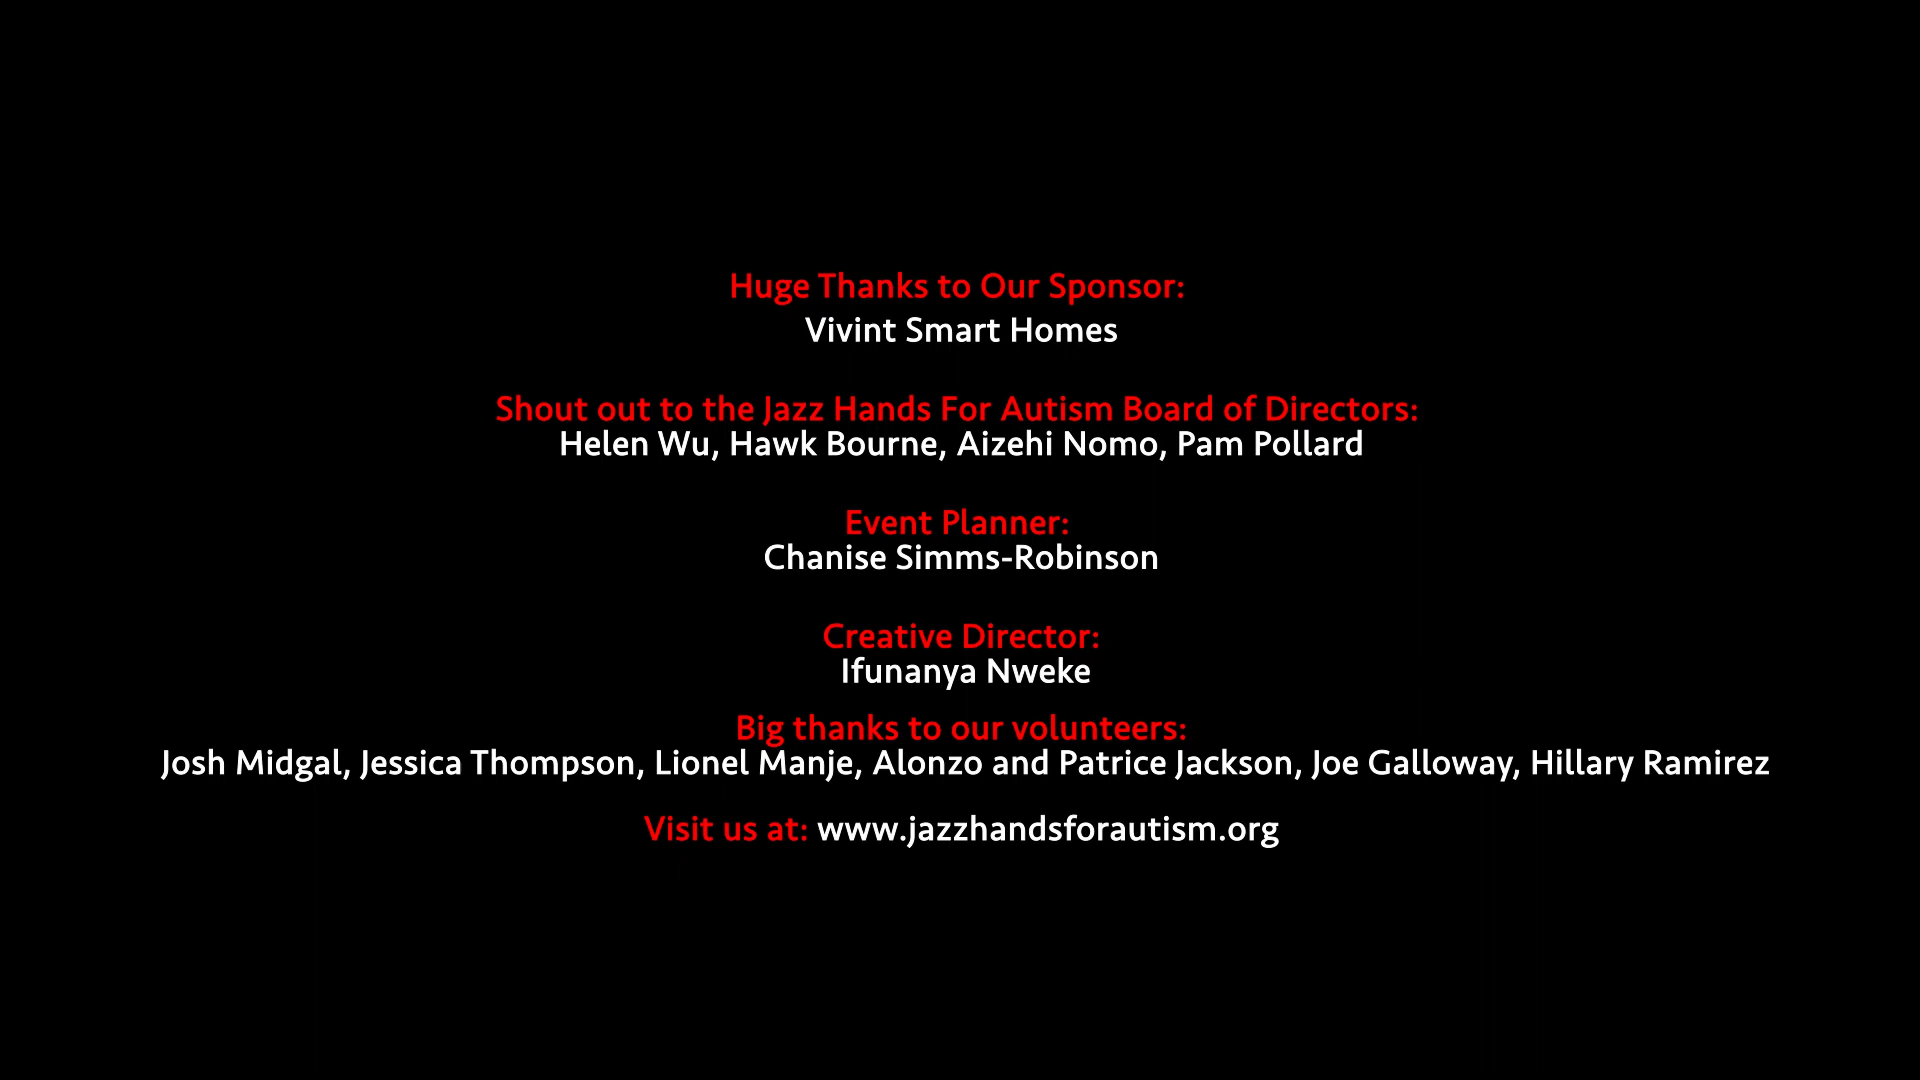 Huge Thanks to Our Sponsor:
Vivint Smart Homes
Shout out to the Jazz Hands For Autism Board of Directors:
Helen Wu, Hawk Bourne, Aizehi Nomo, Pam Pollard
Event Planner:
Chanise Simms-Robinson
Creative Director:
Ifunanya Nweke
Big thanks to our volunteers:
Josh Midgal, Jessica Thompson, Lionel Manje, Alonzo and Patrice Jackson, Joe Galloway, Hillary Ramirez
Visit us at: www.jazzhandsforautism.org